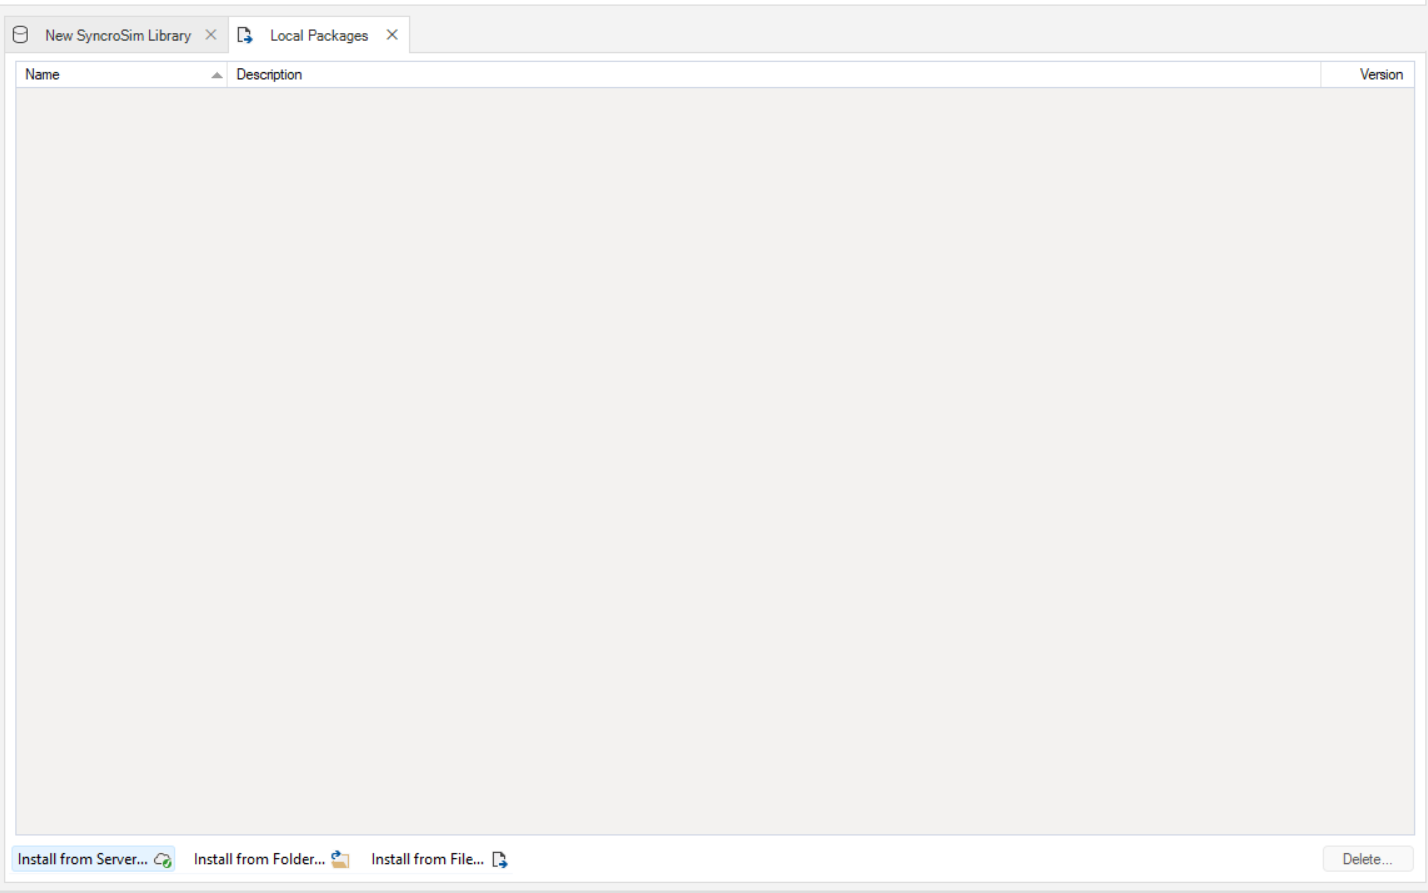 New SyncroSim Library Local Packages
Name Description Version
Install from Server... Install from Folder... Install from File... Delete...